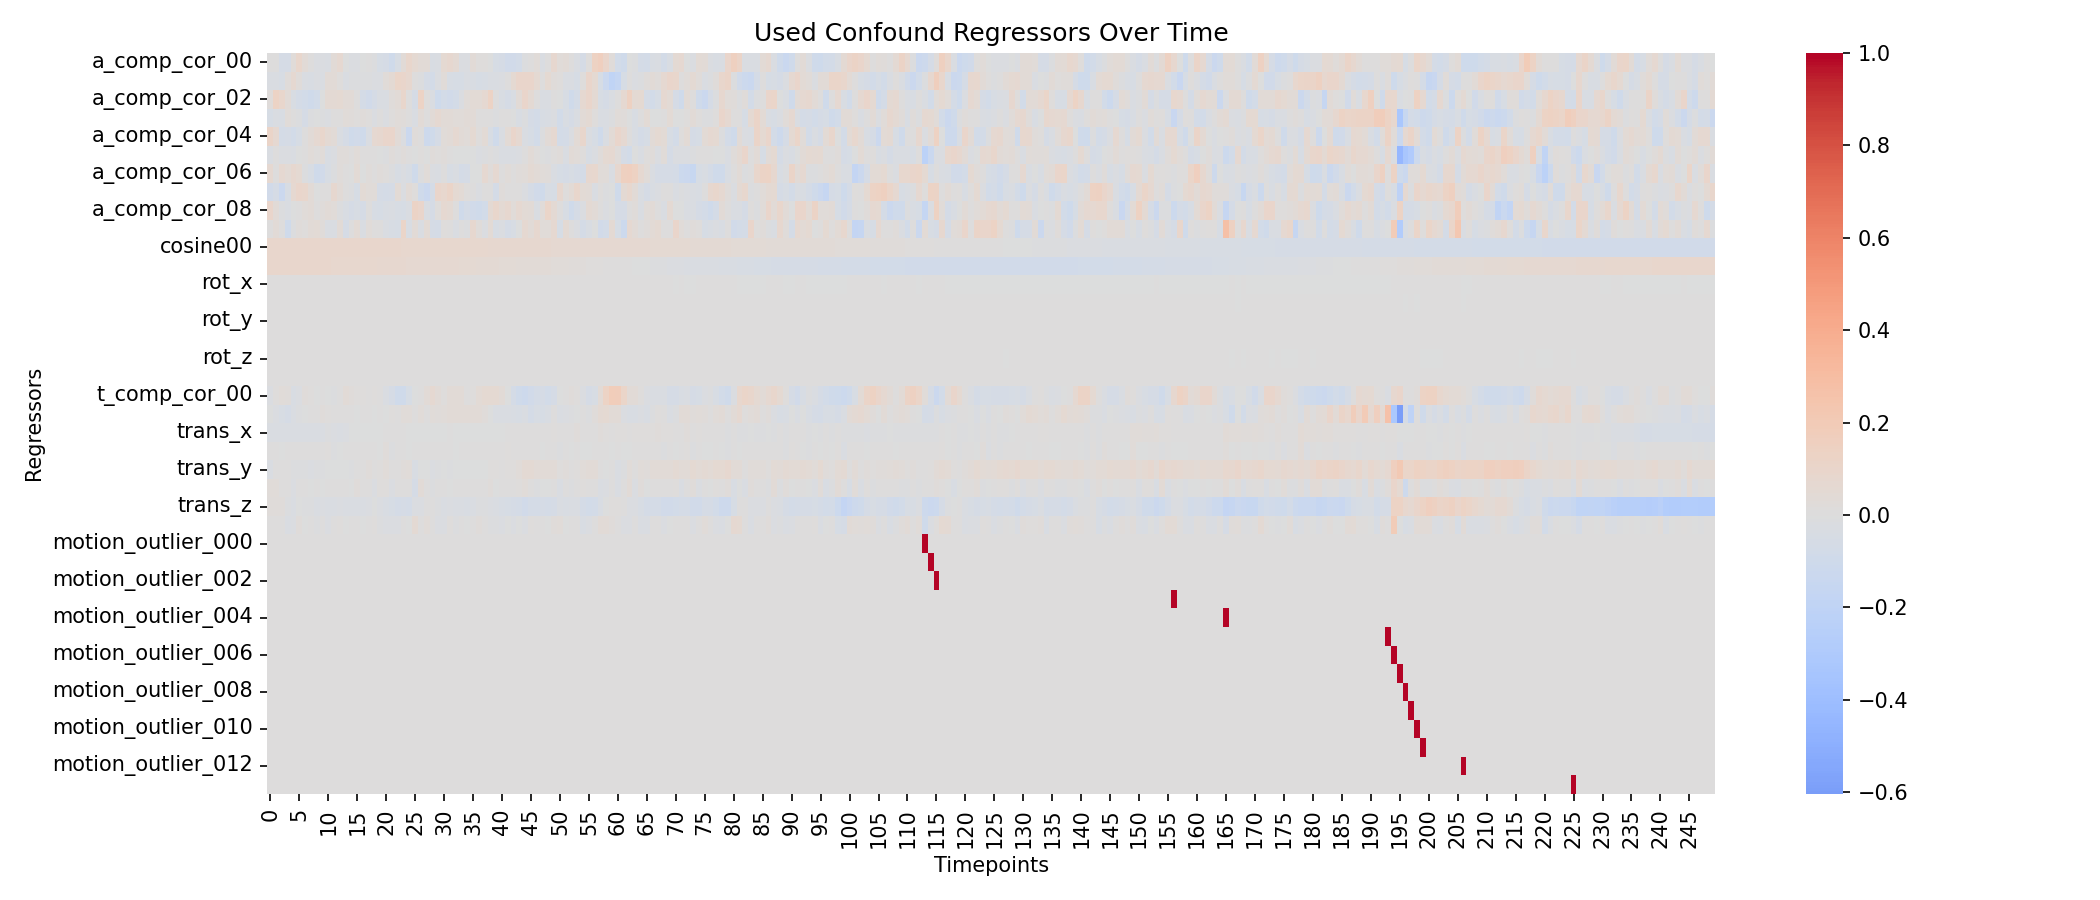 Used Confound Regressors Over Time
Regressors
a_comp_cor_00
a_comp_cor_02
a_comp_cor_04
a_comp_cor_06
a_comp_cor_08
cosine00
rot_x
rot_y
rot_z
t_comp_cor_00
trans_x
trans_y
trans_z
motion_outlier_000
motion_outlier_002
motion_outlier_004
motion_outlier_006
motion_outlier_008
motion_outlier_010
motion_outlier_012
0 5 10 15 20 25 30 35 40 45 50 55 60 65 70 75 80 85 90 95 100 105 110 115 120 125 130 135 140 145 150 155 160 165 170 175 180 185 190 195 200 205 210 215 220 225 230 235 240 245
Timepoints
1.0
0.8
0.6
0.4
0.2
0.0
−0.2
−0.4
−0.6